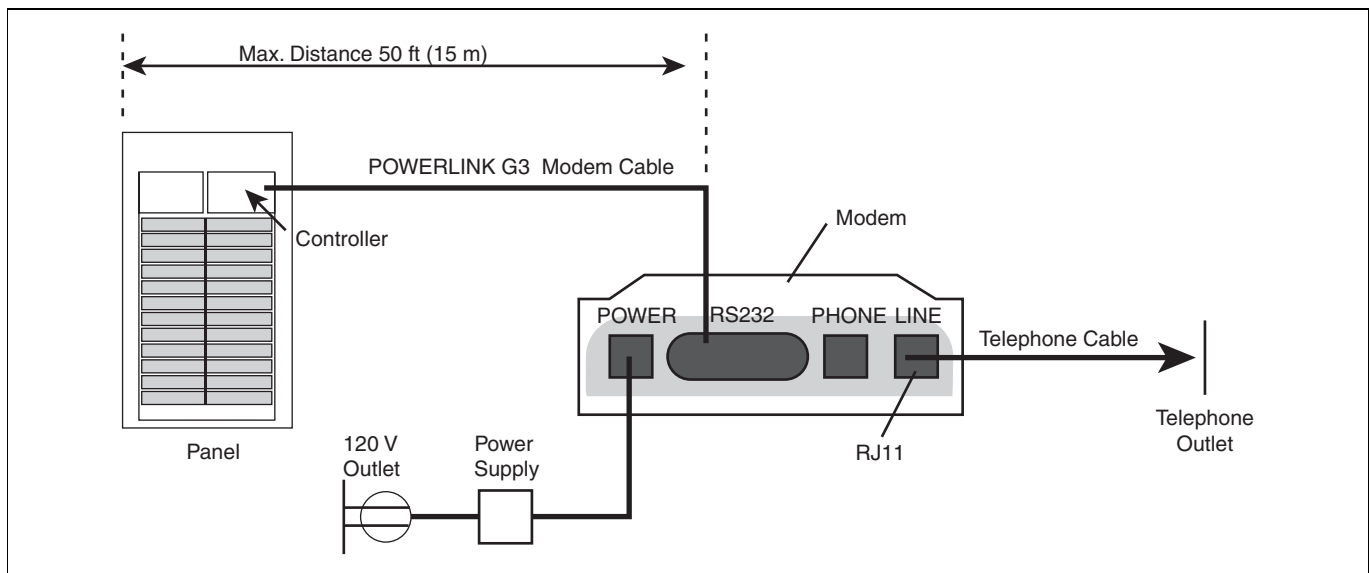 Max. Distance 50 ft (15 m)
POWERLINK G3 Modem Cable
Controller
Modem
POWER
RS232
PHONE
LINE
Telephone Cable
Panel
120 V
Outlet
Power
Supply
RJ11
Telephone
Outlet